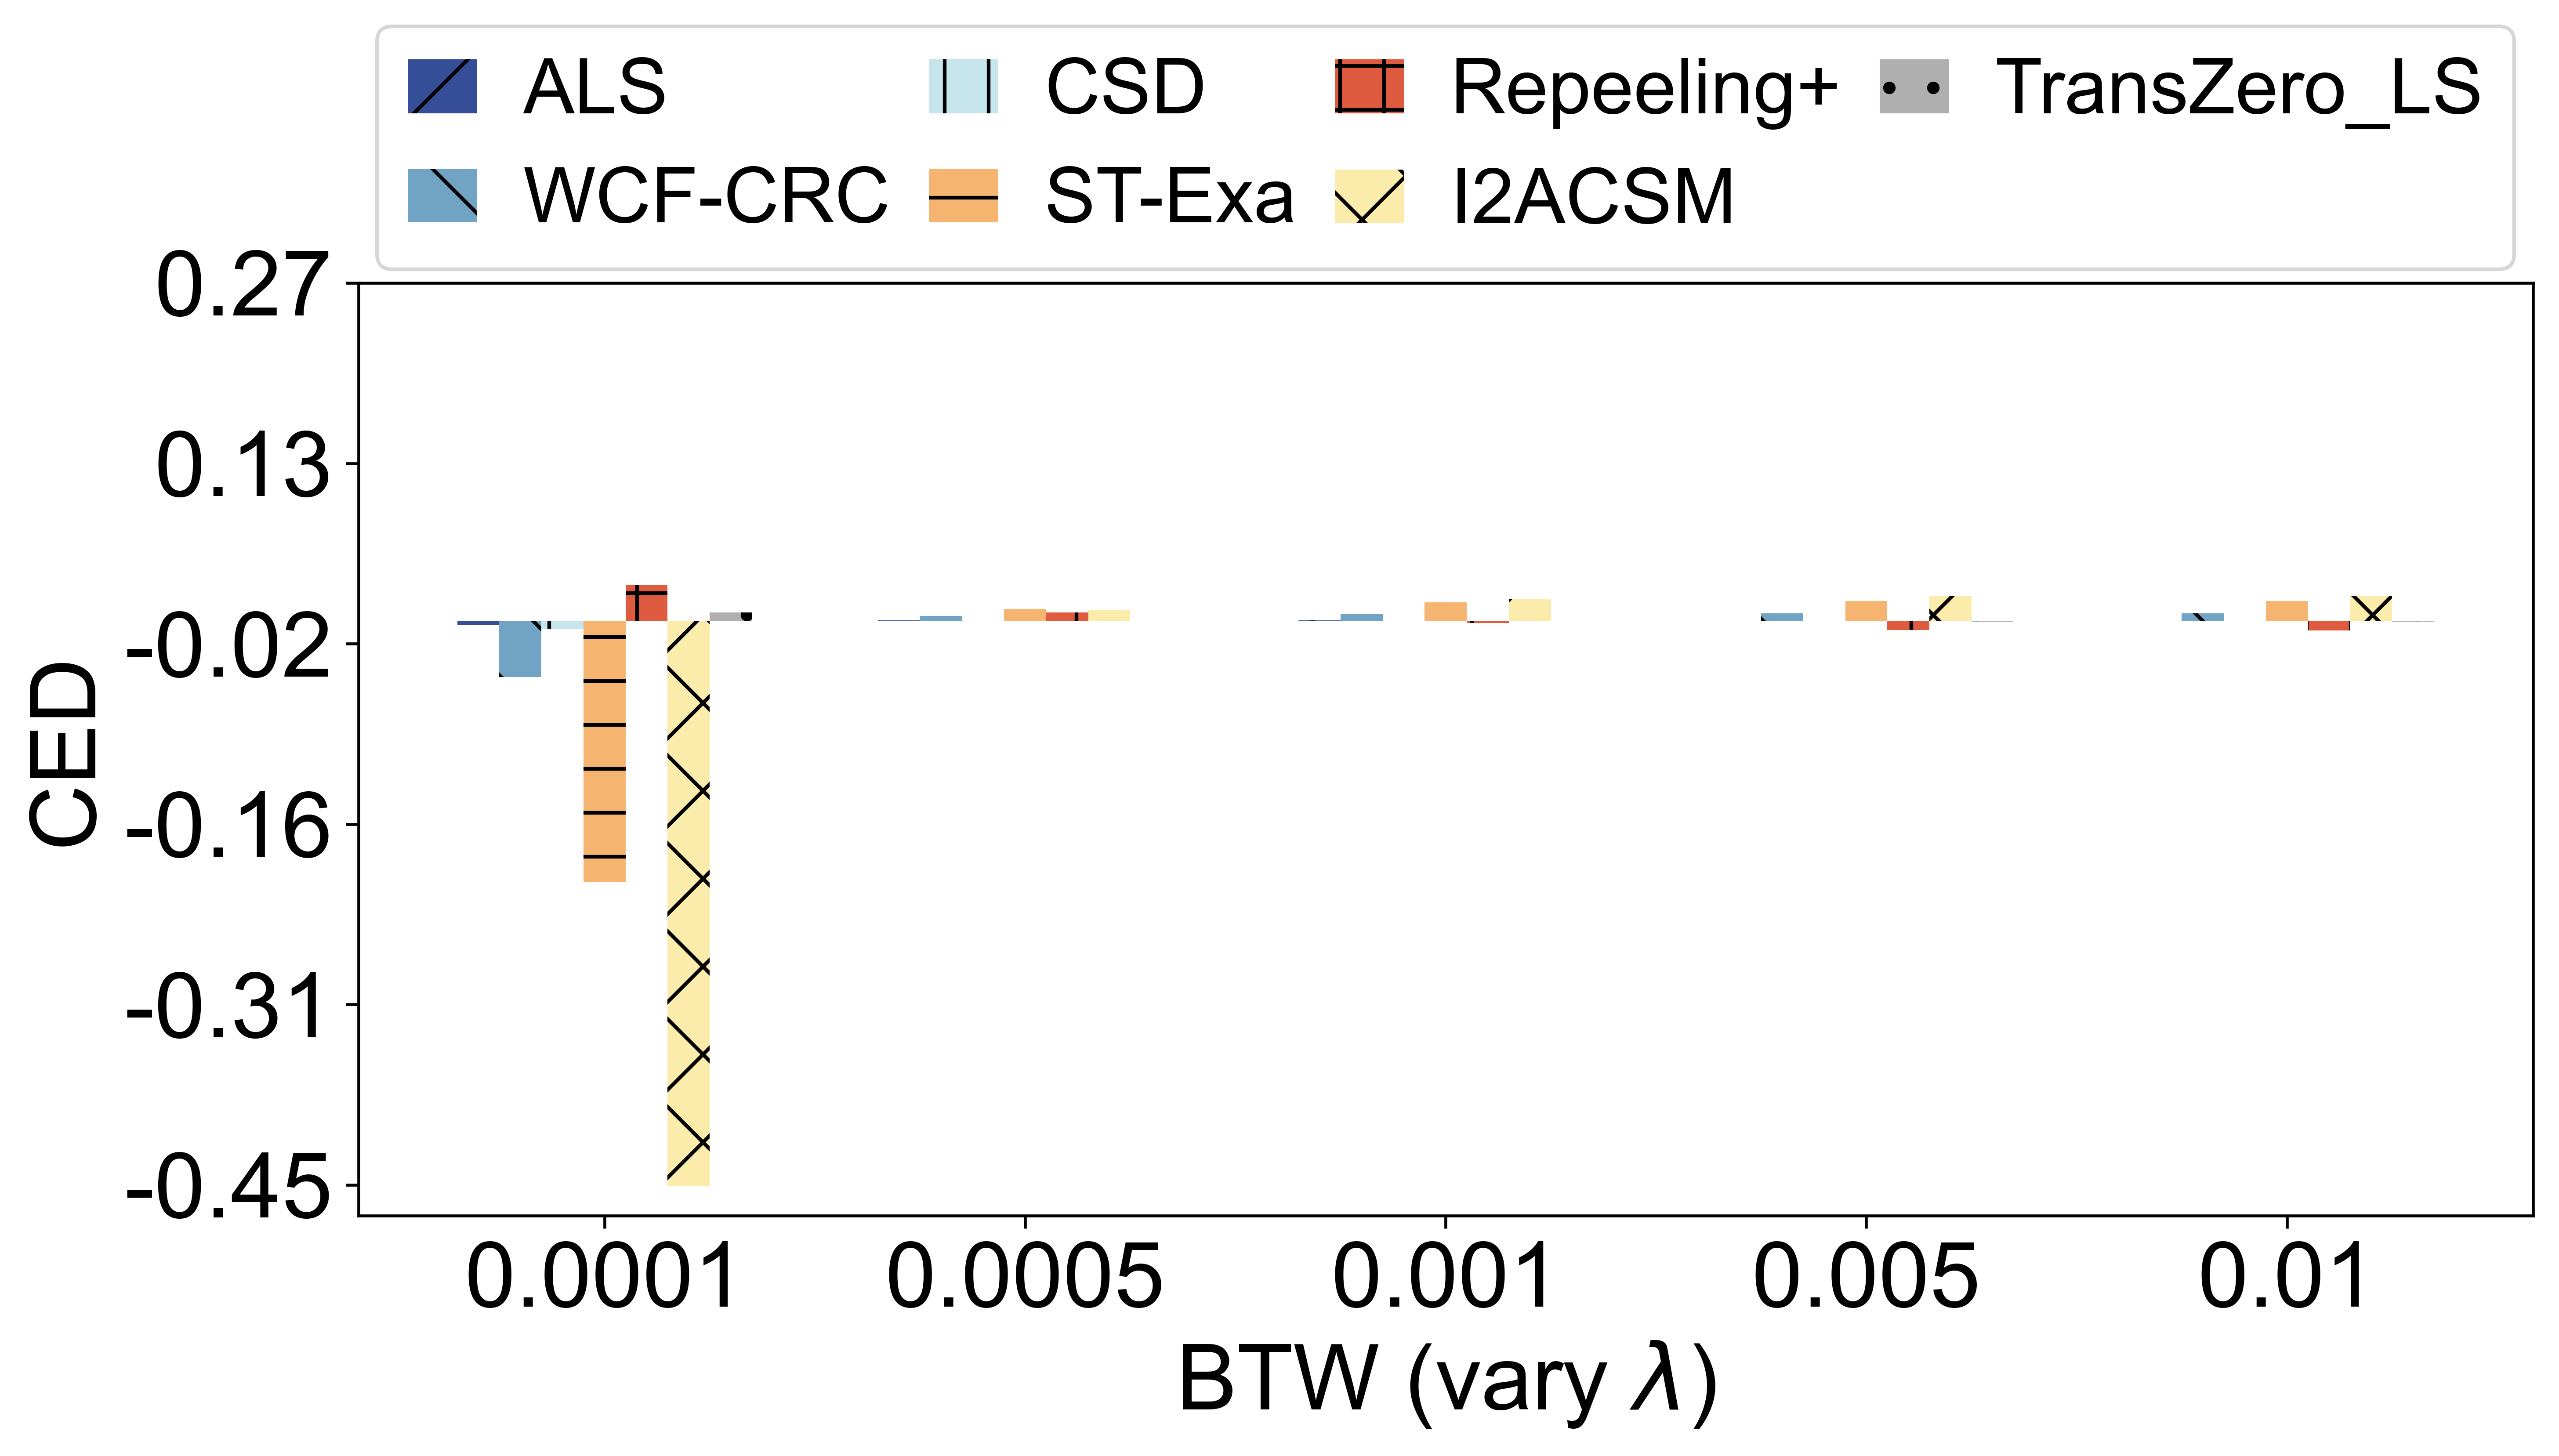 ALS CSD Repeeling+ TransZero_LS
WCF-CRC ST-Exa I2ACSM
0.27
0.13
-0.02
-0.16
-0.31
-0.45
CED
0.0001 0.0005 0.001 0.005 0.01
BTW (vary λ)